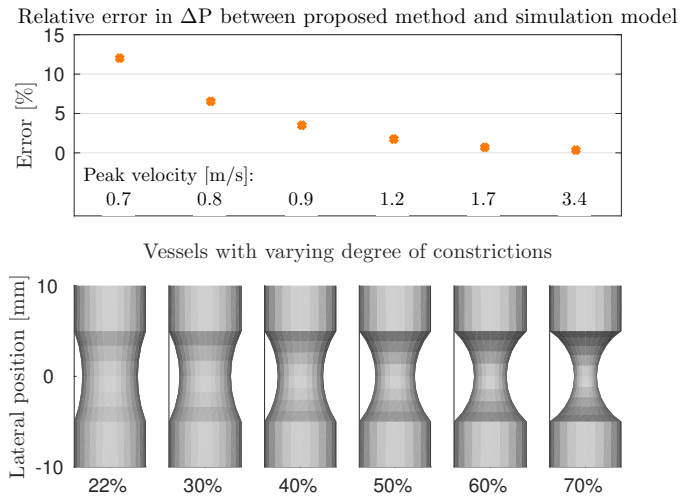 Relative error in ΔP between proposed method and simulation model
15
10
5
0
Error [%]
Peak velocity [m/s]:
0.7 0.8 0.9 1.2 1.7 3.4
Vessels with varying degree of constrictions
10
0
-10
Lateral position [mm]
22% 30% 40% 50% 60% 70%